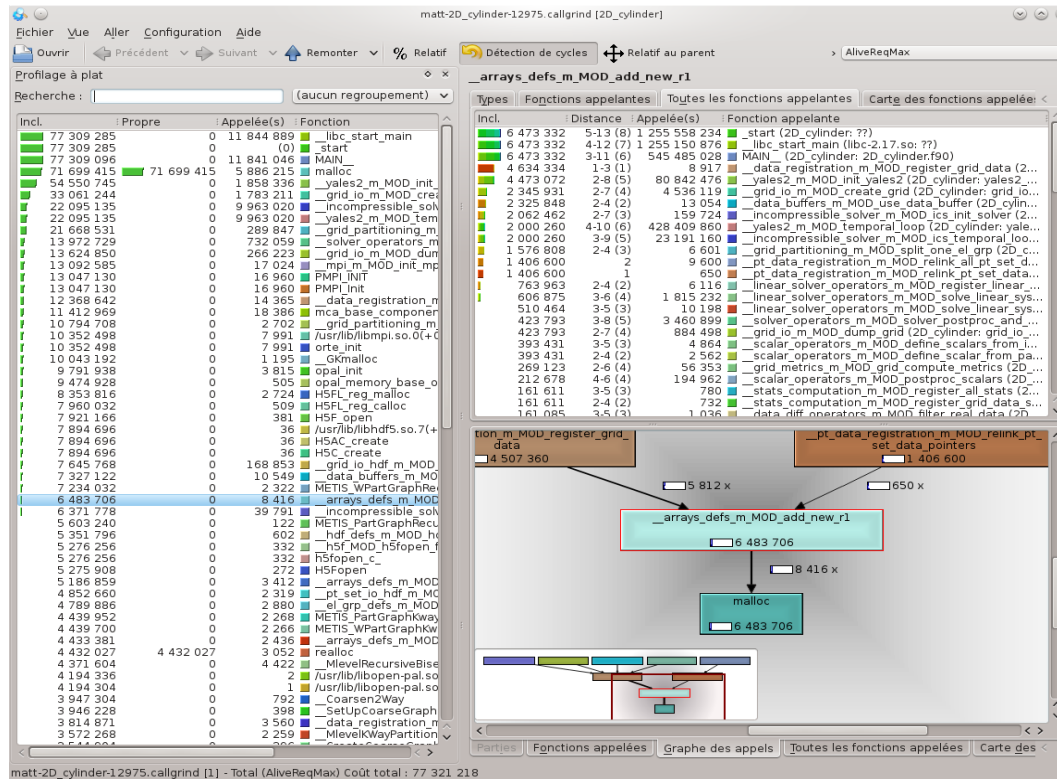 matt-2D_cylinder-12975.callgrind [2D_cylinder]
Fichier Vue Aller Configuration Aide
Ouvrir Précédent Suivant Remonter % Relatif Détection de cycles Relatif au parent AliveReqMax
Profilage à plat
Recherche : (aucun regroupement)
Incl. Propre Appelée(s) Fonction
77 309 285 0 11 844 889 __libc_start_main
77 309 285 0 (0) _start
77 309 096 0 11 841 046 MAIN__
71 699 415 71 699 415 5 886 215 malloc
54 550 745 0 1 858 336 __yales2_m_MOD_init_
33 061 244 0 1 783 211 __grid_io_m_MOD_crea
22 095 135 0 9 963 020 __incompressible_solv
22 095 135 0 9 963 020 __yales2_m_MOD_tem
21 668 531 0 289 847 __grid_partitioning_m
13 972 729 0 732 059 __solver_operators_m
13 624 850 0 266 223 __grid_io_m_MOD_dum
13 092 585 0 17 024 __mpi_m_MOD_init_mp
13 047 130 0 16 960 PMPI_INIT
13 047 130 0 16 960 PMPI_Init
12 368 642 0 14 365 __data_registration_m
11 412 969 0 18 386 mca_base_componen
10 794 708 0 2 702 __grid_partitioning_m
10 352 498 0 7 991 /usr/lib/libmpi.so.0(+0
10 352 498 0 7 991 orte_init
10 043 192 0 1 195 __GKmalloc
9 791 938 0 3 815 opal_init
9 474 928 0 505 opal_memory_base_o
8 353 816 0 2 724 H5FL_reg_malloc
7 960 032 0 509 H5FL_reg_calloc
7 921 166 0 381 H5F_open
7 894 696 0 36 /usr/lib/libhdf5.so.7(+
7 894 696 0 36 H5AC_create
7 894 696 0 36 H5C_create
7 645 768 0 168 853 __grid_io_hdf_m_MOD_
7 327 122 0 10 549 __data_buffers_m_MOD
7 234 032 0 2 322 METIS_WPartGraphRec
6 483 706 0 8 416 __arrays_defs_m_MOD
6 371 778 0 39 791 __incompressible_solv
5 603 240 0 122 METIS_PartGraphRecu
5 351 796 0 602 __hdf_defs_m_MOD_ho
5 276 256 0 332 __h5f_MOD_h5fopen_f
5 276 256 0 332 h5fopen_c_
5 275 908 0 272 H5Fopen
5 186 859 0 3 412 __arrays_defs_m_MOD
4 852 660 0 2 319 __pt_set_io_hdf_m_MO
4 789 886 0 2 880 __el_grp_defs_m_MOD
4 439 952 0 2 268 METIS_PartGraphKway
4 439 700 0 2 266 METIS_WPartGraphKw
4 433 381 0 2 436 __arrays_defs_m_MOD
4 432 027 4 432 027 3 052 realloc
4 371 604 0 4 422 __MlevelRecursiveBise
4 194 336 0 2 /usr/lib/libopen-pal.so
4 194 304 0 1 /usr/lib/libopen-pal.so
3 947 304 0 792 __Coarsen2Way
3 946 228 0 398 __SetUpCoarseGraph
3 814 871 0 3 560 __data_registration_m
3 572 268 0 2 259 __MlevelKWayPartition
__arrays_defs_m_MOD_add_new_r1
Types Fonctions appelantes Toutes les fonctions appelantes Carte des fonctions appelées
Incl. Distance Appelée(s) Fonction appelante
6 473 332 5-13 (8) 1 255 558 234 _start (2D_cylinder: ??)
6 473 332 4-12 (7) 1 255 150 876 __libc_start_main (libc-2.17.so: ??)
6 473 332 3-11 (6) 545 485 028 MAIN__ (2D_cylinder: 2D_cylinder.f90)
4 634 334 1-3 (1) 8 917 __data_registration_m_MOD_register_grid_data (2...
4 473 072 2-8 (5) 80 842 476 __yales2_m_MOD_init_yales2 (2D_cylinder: yales2_...
2 345 931 2-7 (4) 4 536 119 __grid_io_m_MOD_create_grid (2D_cylinder: grid_io...
2 325 848 2-4 (2) 13 054 __data_buffers_m_MOD_use_data_buffer (2D_cylin...
2 062 462 2-7 (3) 159 724 __incompressible_solver_m_MOD_ics_init_solver (2...
2 000 260 4-10 (6) 428 409 860 __yales2_m_MOD_temporal_loop (2D_cylinder: yale...
2 000 260 3-9 (5) 23 191 160 __incompressible_solver_m_MOD_ics_temporal_loo...
1 576 808 2-4 (3) 6 601 __grid_partitioning_m_MOD_split_one_el_grp (2D_c...
1 406 600 2 9 600 __pt_data_registration_m_MOD_relink_all_pt_set_d...
1 406 600 1 650 __pt_data_registration_m_MOD_relink_pt_set_data...
763 963 2-4 (2) 6 116 __linear_solver_operators_m_MOD_register_linear_...
606 875 3-6 (4) 1 815 232 __linear_solver_operators_m_MOD_solve_linear_sys...
510 464 3-5 (3) 10 198 __linear_solver_operators_m_MOD_solve_linear_sys...
423 793 3-8 (5) 3 460 899 __solver_operators_m_MOD_solver_postproc_and_...
423 793 2-7 (4) 884 498 __grid_io_m_MOD_dump_grid (2D_cylinder: grid_io_...
393 431 3-5 (3) 4 864 __scalar_operators_m_MOD_define_scalars_from_i...
393 431 2-4 (2) 2 562 __scalar_operators_m_MOD_define_scalar_from_pa...
269 123 2-6 (4) 56 353 __grid_metrics_m_MOD_grid_compute_metrics (2D_...
212 678 4-6 (4) 194 962 __scalar_operators_m_MOD_postproc_scalars (2D_...
161 611 3-5 (3) 780 __stats_computation_m_MOD_register_all_stats (2...
161 611 2-4 (2) 732 __stats_computation_m_MOD_register_grid_data_s...
161 085 3-5 (3) 1 036 __data_diff_operators_m_MOD_filter_real_data (2D_
tion_m_MOD_register_grid_
data
4 507 360
__pt_data_registration_m_MOD_relink_pt_
set_data_pointers
1 406 600
5 812 x
650 x
__arrays_defs_m_MOD_add_new_r1
6 483 706
8 416 x
malloc
6 483 706
Parties Fonctions appelées Graphe des appels Toutes les fonctions appelées Carte des
matt-2D_cylinder-12975.callgrind [1] - Total (AliveReqMax) Coût total : 77 321 218